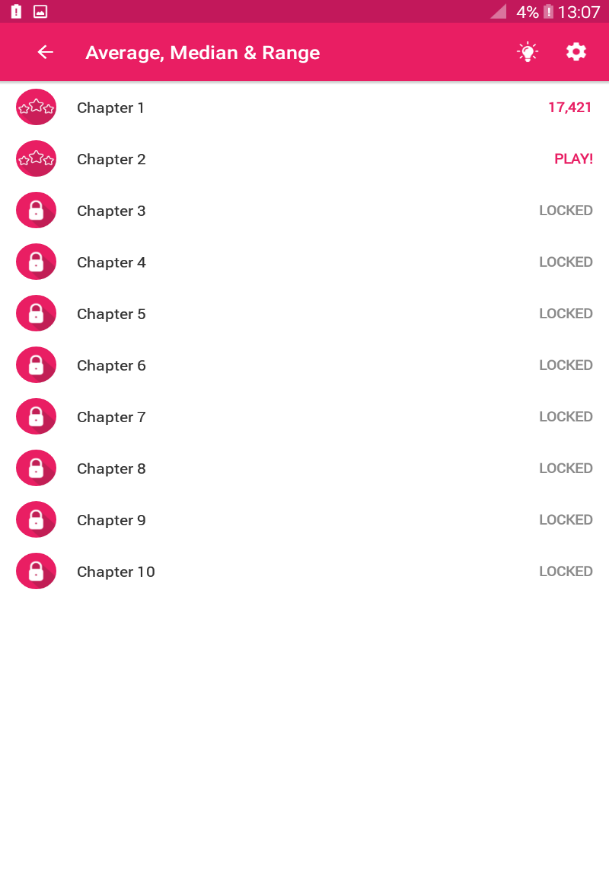 4% 13:07
Average, Median & Range
Chapter 1 17,421
Chapter 2 PLAY!
Chapter 3 LOCKED
Chapter 4 LOCKED
Chapter 5 LOCKED
Chapter 6 LOCKED
Chapter 7 LOCKED
Chapter 8 LOCKED
Chapter 9 LOCKED
Chapter 10 LOCKED